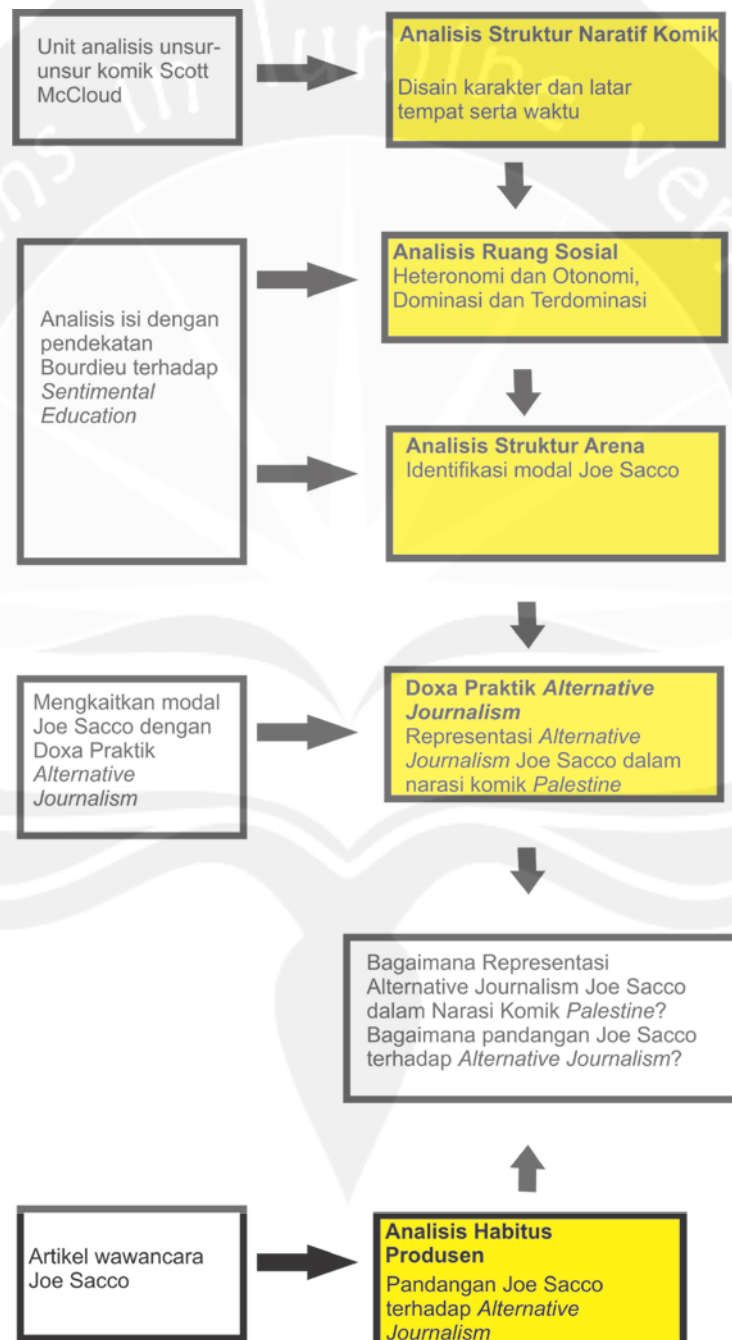 Unit analisis unsur-
unsur komik Scott
McCloud
Analisis Struktur Naratif Komik
Disain karakter dan latar
tempat serta waktu
Analisis isi dengan
pendekatan
Bourdieu terhadap
Sentimental
Education
Analisis Ruang Sosial
Heteronomi dan Otonomi,
Dominasi dan Terdominasi
Analisis Struktur Arena
Identifikasi modal Joe Sacco
Mengkaitkan modal
Joe Sacco dengan
Doxa Praktik
Alternative
Journalism
Doxa Praktik Alternative
Journalism
Representasi Alternative
Journalism Joe Sacco dalam
narasi komik Palestine
Bagaimana Representasi
Alternative Journalism Joe Sacco
dalam Narasi Komik Palestine?
Bagaimana pandangan Joe Sacco
terhadap Alternative Journalism?
Artikel wawancara
Joe Sacco
Analisis Habitus
Produsen
Pandangan Joe Sacco
terhadap Alternative
Journalism